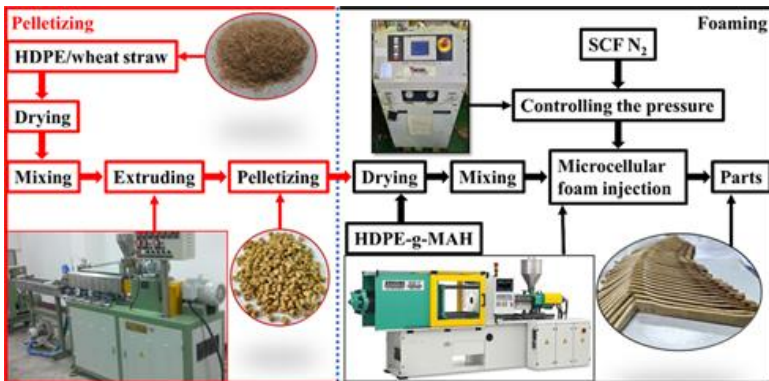 Pelletizing
HDPE/wheat straw
Drying
Mixing
Extruding
Pelletizing
Foaming
SCF N₂
Controlling the pressure
Drying
Mixing
Microcellular
foam injection
Parts
HDPE-g-MAH